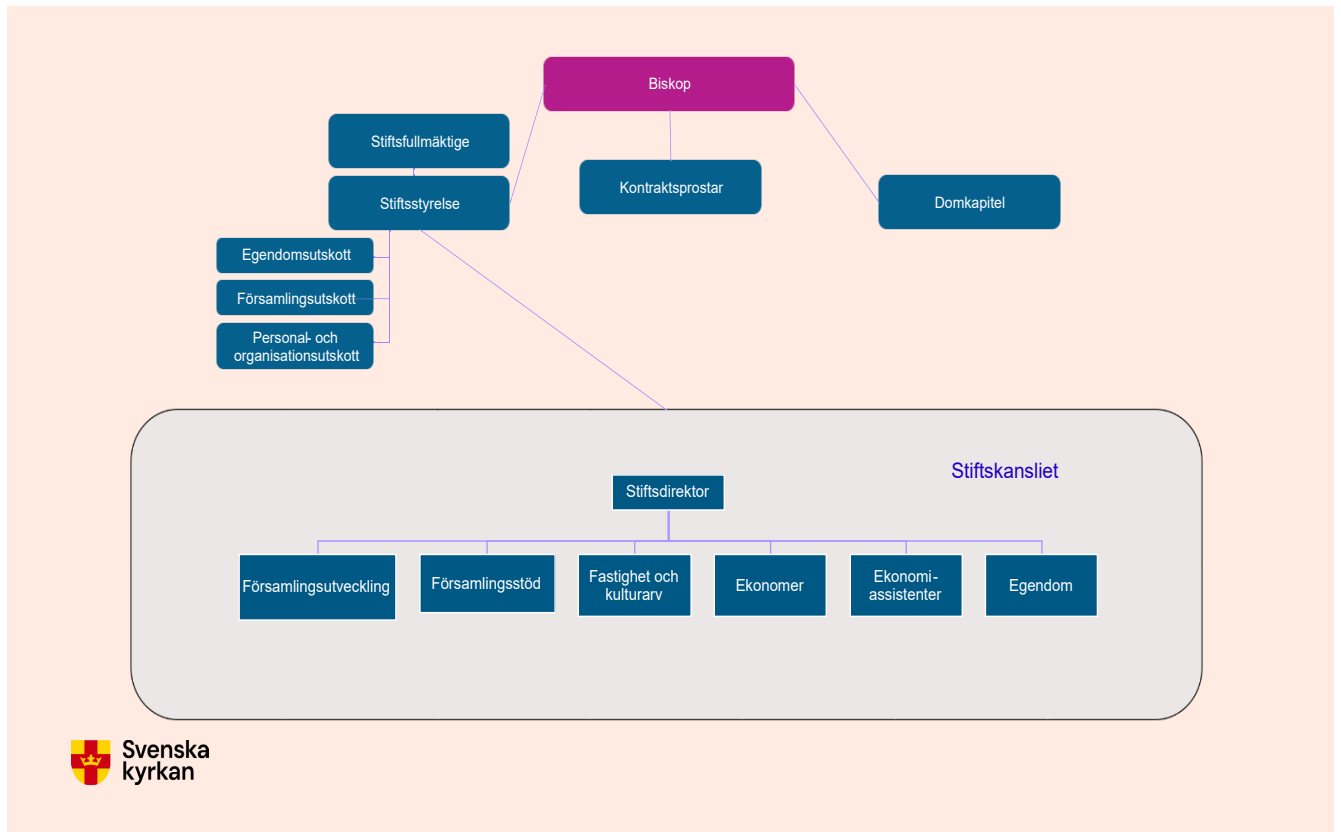 Biskop
Stiftsfullmäktige
Kontraktsprostar
Stiftsstyrelse
Domkapitel
Egendomsutskott
Församlingsutskott
Personal- och
organisationsutskott
Stiftskansliet
Stiftsdirektor
Församlingsutveckling
Församlingsstöd
Fastighet och
kulturarv
Ekonomer
Ekonomi-
assistenter
Egendom
Svenska
kyrkan